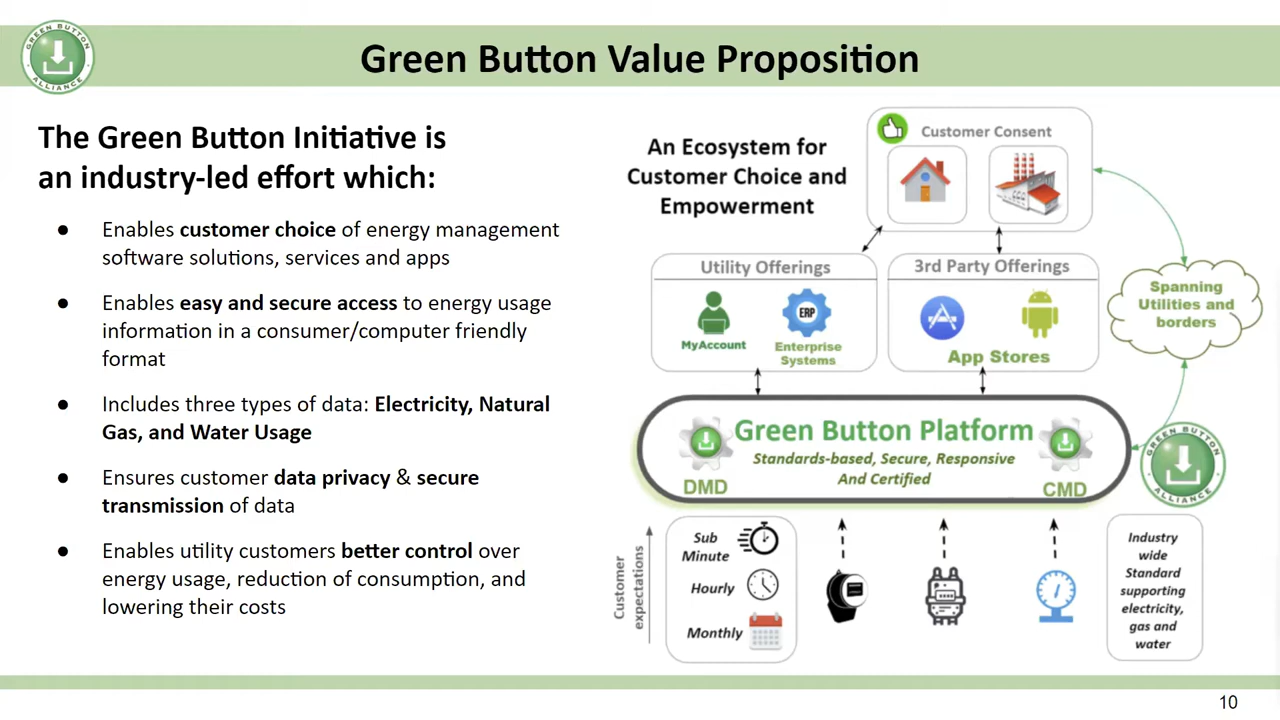 GREEN BUTTON
ALLIANCE
Green Button Value Proposition
The Green Button Initiative is
an industry-led effort which:
● Enables customer choice of energy management
software solutions, services and apps
● Enables easy and secure access to energy usage
information in a consumer/computer friendly
format
● Includes three types of data: Electricity, Natural
Gas, and Water Usage
● Ensures customer data privacy & secure
transmission of data
● Enables utility customers better control over
energy usage, reduction of consumption, and
lowering their costs
An Ecosystem for
Customer Choice and
Empowerment
Customer Consent
Utility Offerings
MyAccount
ERP
Enterprise
Systems
3rd Party Offerings
App Stores
Spanning
Utilities and
borders
Green Button Platform
Standards-based, Secure, Responsive
And Certified
DMD
CMD
GREEN BUTTON
ALLIANCE
Customer
expectations
Sub
Minute
Hourly
Monthly
Industry
wide
Standard
supporting
electricity,
gas and
water
10